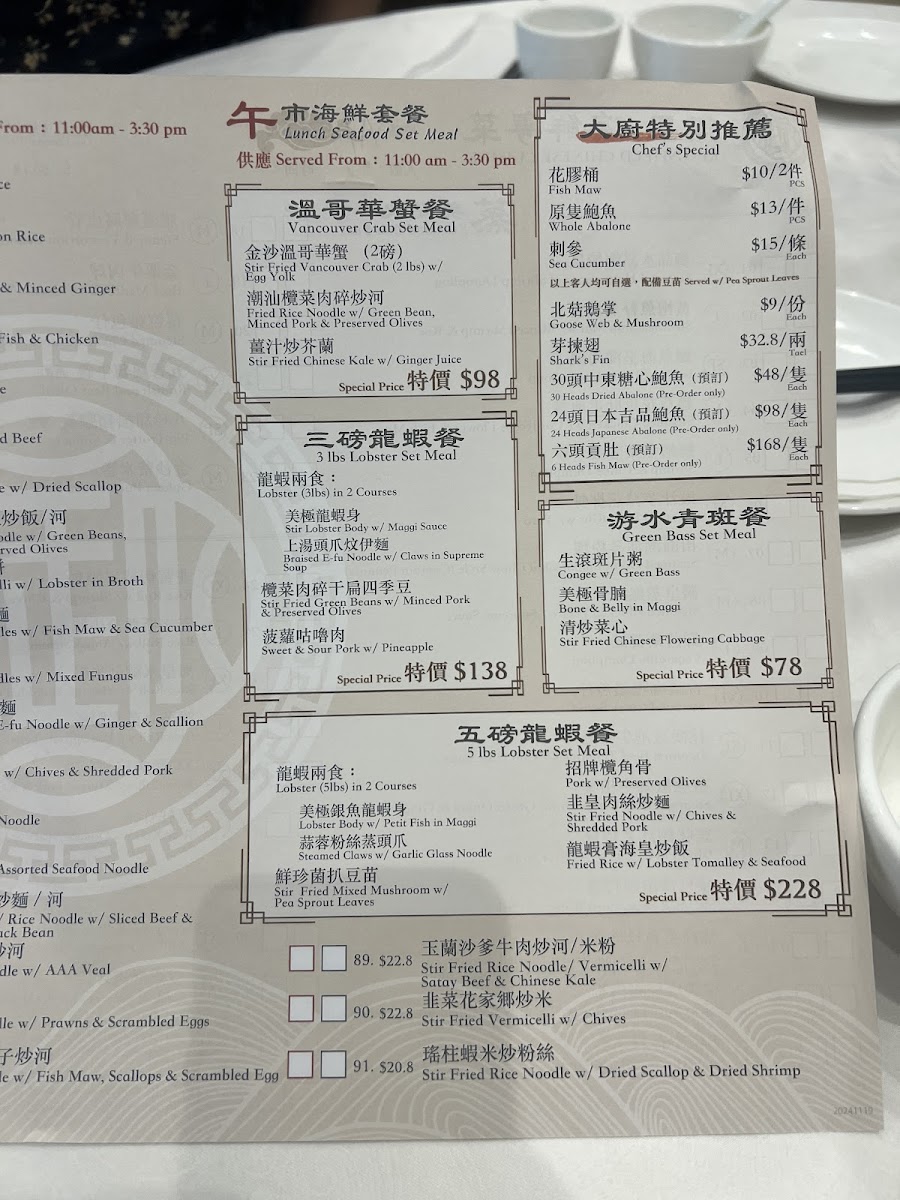 From : 11:00am - 3:30 pm
on Rice
& Minced Ginger
Fish & Chicken
d Beef
e w/ Dried Scallop
炒飯/河
odle w/ Green Beans,
rved Olives
lli w/ Lobster in Broth
麵
les w/ Fish Maw & Sea Cucumber
dles w/ Mixed Fungus
麵
E-fu Noodle w/ Ginger & Scallion
w/ Chives & Shredded Pork
Noodle
Assorted Seafood Noodle
炒麵 / 河
/ Rice Noodle w/ Sliced Beef &
ack Bean
炒河
dle w/ AAA Veal
lle w/ Prawns & Scrambled Eggs
子炒河
le w/ Fish Maw, Scallops & Scrambled Egg
午市海鮮套餐
Lunch Seafood Set Meal
供應 Served From : 11:00 am - 3:30 pm
溫哥華蟹餐
Vancouver Crab Set Meal
金沙溫哥華蟹 (2磅)
Stir Fried Vancouver Crab (2 lbs) w/
Egg Yolk
潮汕欖菜肉碎炒河
Fried Rice Noodle w/ Green Bean,
Minced Pork & Preserved Olives
薑汁炒芥蘭
Stir Fried Chinese Kale w/ Ginger Juice
Special Price 特價 $98
三磅龍蝦餐
3 lbs Lobster Set Meal
龍蝦兩食：
Lobster (3lbs) in 2 Courses
美極龍蝦身
Stir Lobster Body w/ Maggi Sauce
上湯頭爪炆伊麵
Braised E-fu Noodle w/ Claws in Supreme
Soup
欖菜肉碎干扁四季豆
Stir Fried Green Beans w/ Minced Pork
& Preserved Olives
菠蘿咕嚕肉
Sweet & Sour Pork w/ Pineapple
Special Price 特價 $138
大廚特別推薦
Chef's Special
花膠桶 $10/2件
Fish Maw PCS
原隻鮑魚 $13/件
Whole Abalone PCS
刺參 $15/條
Sea Cucumber Each
以上客人均可自選，配備豆苗 Served w/ Pea Sprout Leaves
北菇鵝掌 $9/份
Goose Web & Mushroom Each
芽揀翅 $32.8/兩
Shark's Fin Tael
30頭中東糖心鮑魚 (預訂) $48/隻
30 Heads Dried Abalone (Pre-Order only) Each
24頭日本吉品鮑魚 (預訂) $98/隻
24 Heads Japanese Abalone (Pre-Order only) Each
六頭貢肚 (預訂) $168/隻
6 Heads Fish Maw (Pre-Order only) Each
游水青斑餐
Green Bass Set Meal
生滾斑片粥
Congee w/ Green Bass
美極骨腩
Bone & Belly in Maggi
清炒菜心
Stir Fried Chinese Flowering Cabbage
Special Price 特價 $78
五磅龍蝦餐
5 lbs Lobster Set Meal
龍蝦兩食：
Lobster (5lbs) in 2 Courses
美極銀魚龍蝦身
Lobster Body w/ Petit Fish in Maggi
蒜蓉粉絲蒸頭爪
Steamed Claws w/ Garlic Glass Noodle
鮮珍菌扒豆苗
Stir Fried Mixed Mushroom w/
Pea Sprout Leaves
招牌欖角骨
Pork w/ Preserved Olives
韭皇肉絲炒麵
Stir Fried Noodle w/ Chives &
Shredded Pork
龍蝦膏海皇炒飯
Fried Rice w/ Lobster Tomalley & Seafood
Special Price 特價 $228
89. $22.8 玉蘭沙爹牛肉炒河/米粉
Stir Fried Rice Noodle/ Vermicelli w/
Satay Beef & Chinese Kale
90. $22.8 韭菜花家鄉炒米
Stir Fried Vermicelli w/ Chives
91. $20.8 瑤柱蝦米炒粉絲
Stir Fried Rice Noodle w/ Dried Scallop & Dried Shrimp
20241119